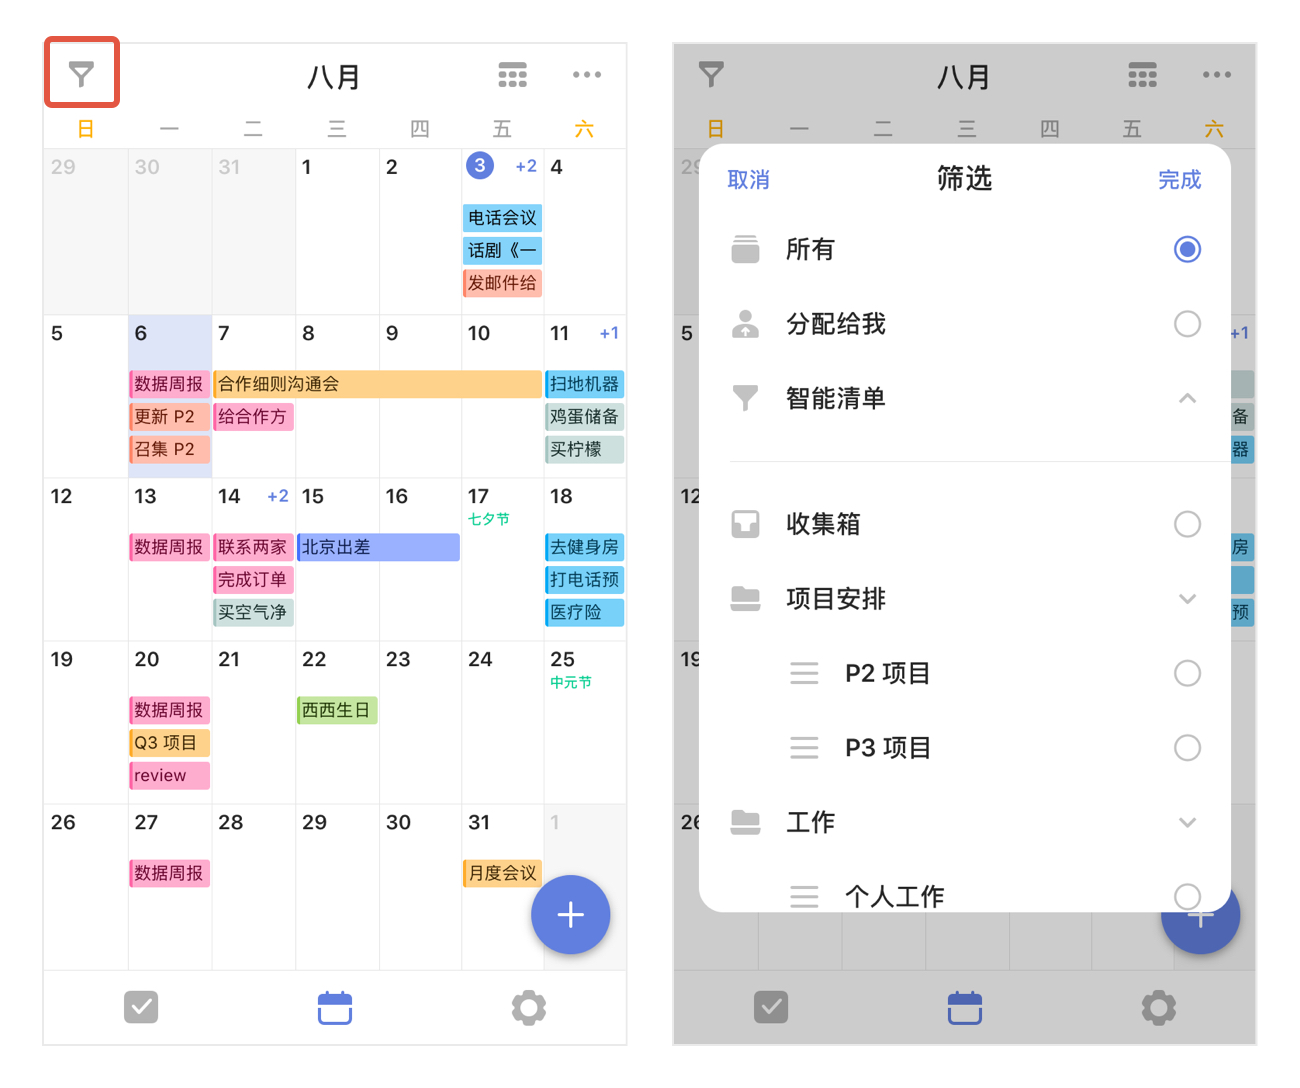 八月
日 一 二 三 四 五 六
29 30 31 1 2 3 +2 4
电话会议
话剧《一
发邮件给
5 6 7 8 9 10 11 +1
数据周报 合作细则沟通会 扫地机器
更新 P2 给合作方 鸡蛋储备
召集 P2 买柠檬
12 13 14 +2 15 16 17 18
七夕节
数据周报 联系两家 北京出差 去健身房
完成订单 打电话预
买空气净 医疗险
19 20 21 22 23 24 25
中元节
数据周报 西西生日
Q3 项目
review
26 27 28 29 30 31 1
数据周报 月度会议
八月
日 一 二 三 四 五 六
29
取消 筛选 完成
所有
分配给我
5 +1
智能清单
备
器
12
收集箱
房
项目安排
预
19
P2 项目
P3 项目
26
工作
个人工作